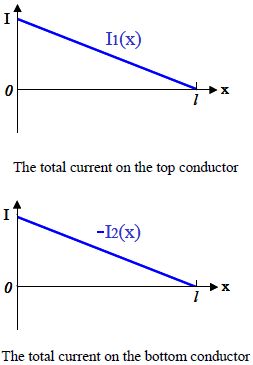 I
I1(x)
0
x
l
The total current on the top conductor
I
-I2(x)
0
x
l
The total current on the bottom conductor